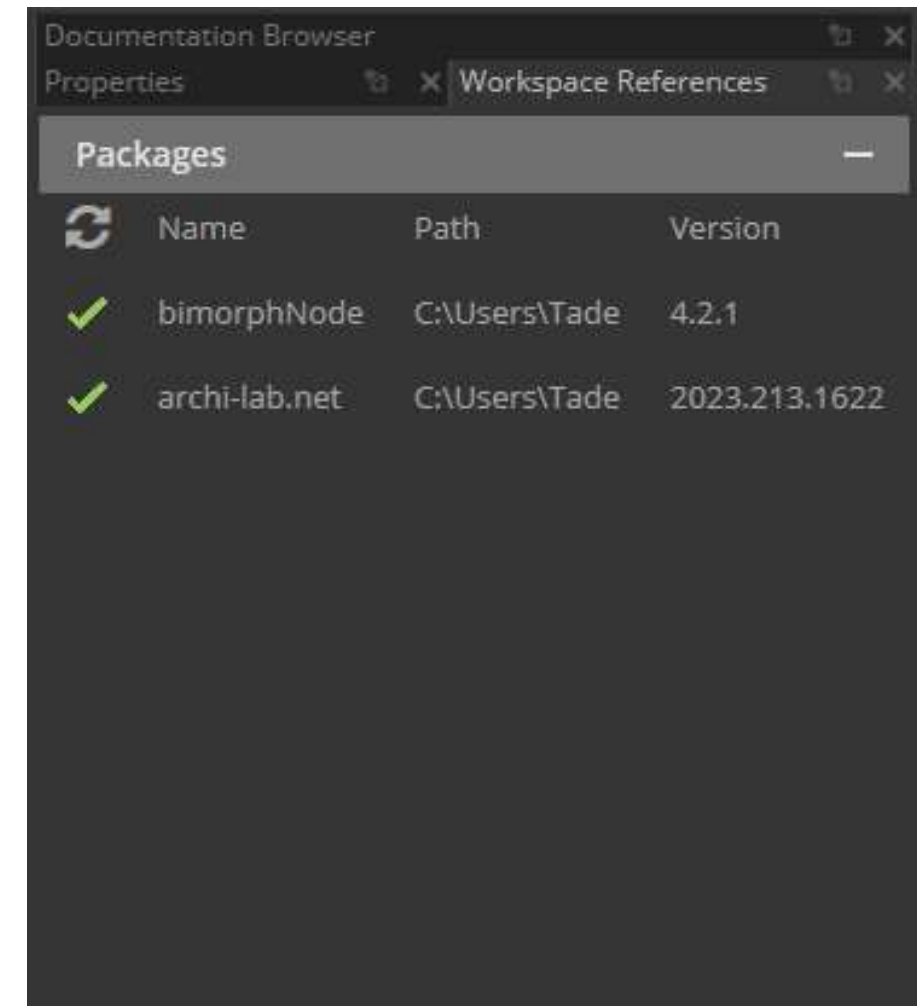 Documentation Browser
Properties Workspace References
Packages
Name Path Version
bimorphNode C:\Users\Tade 4.2.1
archi-lab.net C:\Users\Tade 2023.213.1622